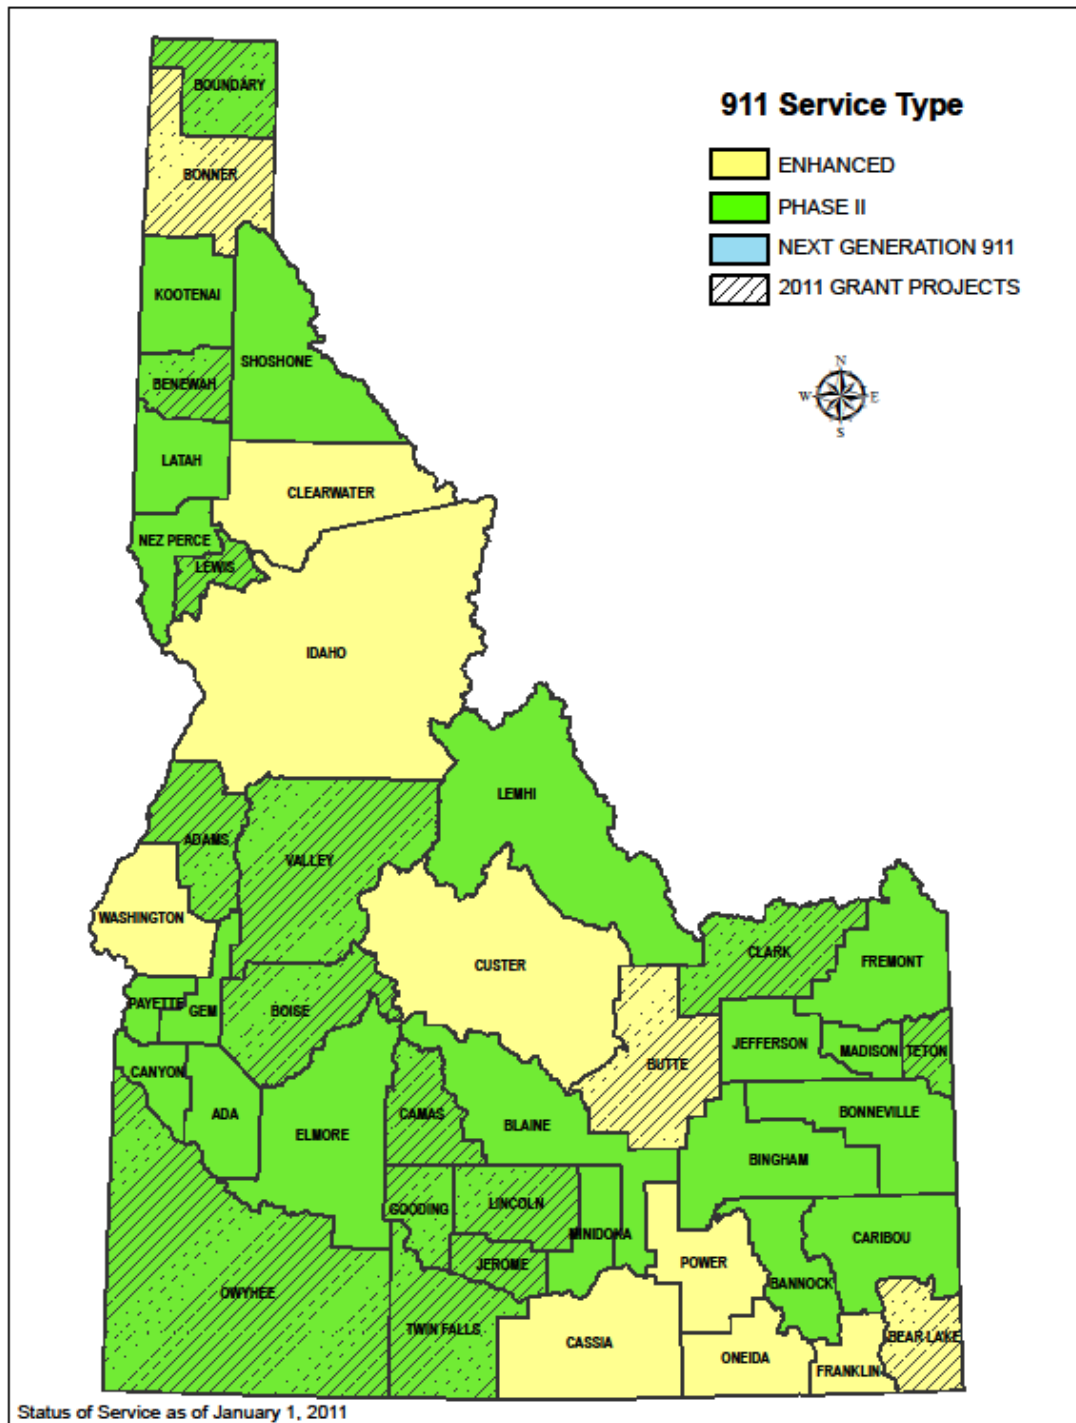 911 Service Type
ENHANCED
PHASE II
NEXT GENERATION 911
2011 GRANT PROJECTS
N
W E
S
BOUNDARY
BONNER
KOOTENAI
SHOSHONE
BENEWAH
LATAH
CLEARWATER
NEZ PERCE
LEWIS
IDAHO
LEMHI
ADAMS
VALLEY
WASHINGTON
CUSTER
CLARK
FREMONT
PAYETTE
GEM
BOISE
JEFFERSON
MADISON
TETON
BUTTE
CANYON
ADA
CAMAS
BLAINE
BONNEVILLE
ELMORE
BINGHAM
GOODING
LINCOLN
MINIDOKA
CARIBOU
JEROME
POWER
BANNOCK
OWYHEE
TWIN FALLS
CASSIA
ONEIDA
FRANKLIN
BEAR LAKE
Status of Service as of January 1, 2011